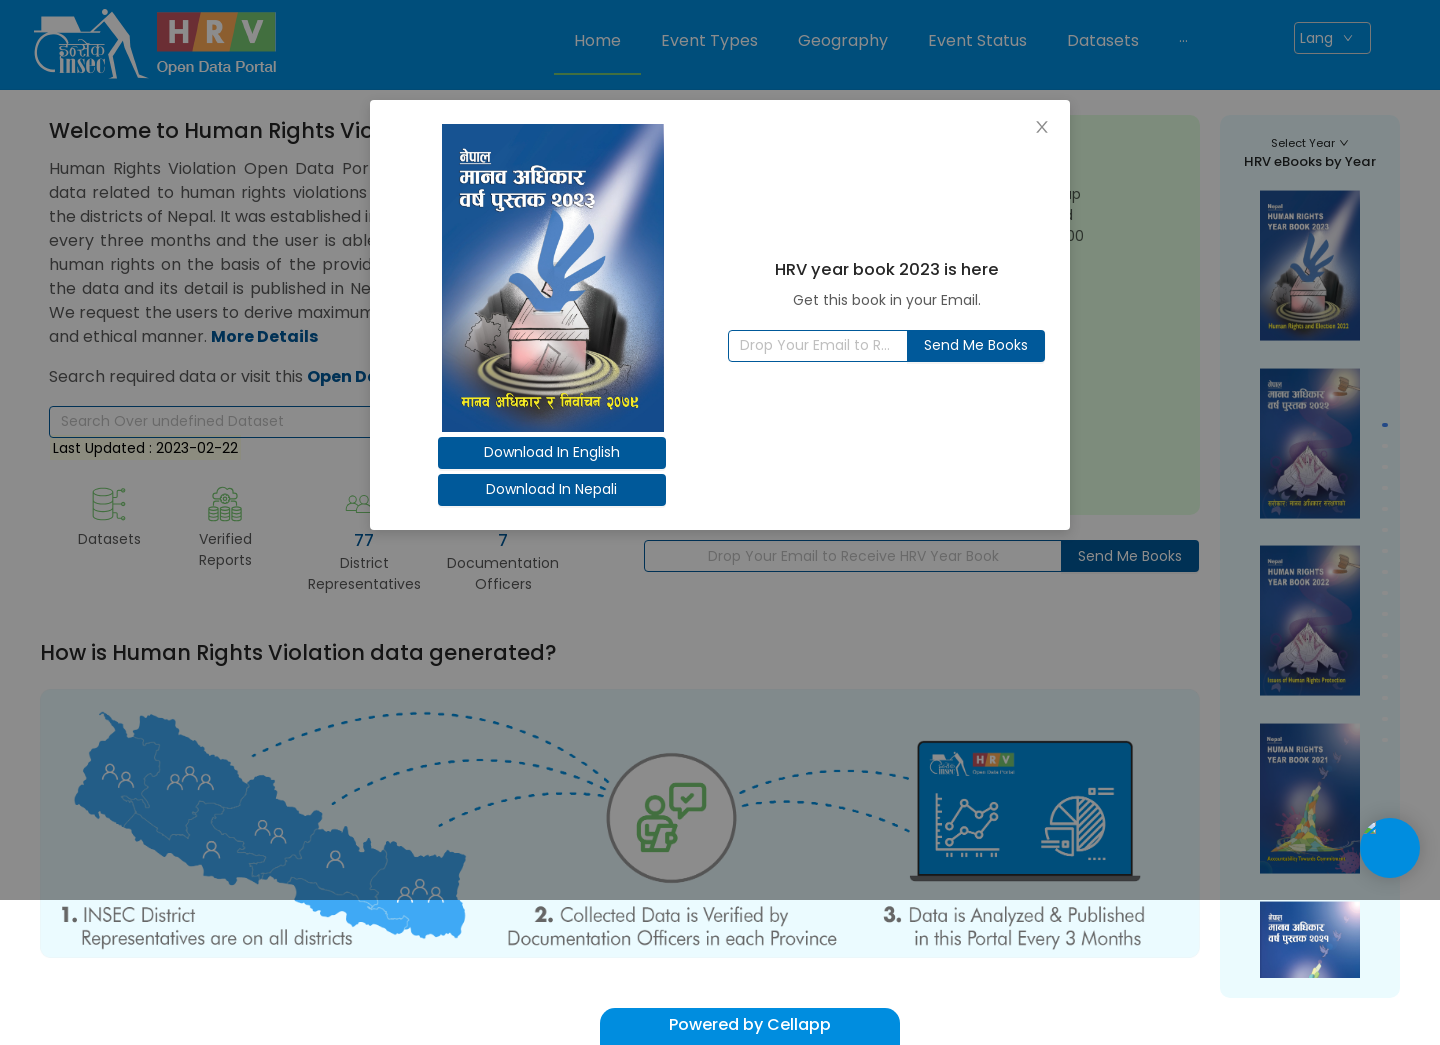 इन्सेक
insec
HRV
Open Data Portal
Home
Event Types
Geography
Event Status
Datasets
···
Lang
Welcome to Human Rights Vio
Human Rights Violation Open Data Por
data related to human rights violations
the districts of Nepal. It was established i
every three months and the user is able
human rights on the basis of the provid
the data and its detail is published in Ne
We request the users to derive maximum
and ethical manner. More Details
Search required data or visit this Open Da
Search Over undefined Dataset
Last Updated : 2023-02-22
Datasets
Verified
Reports
77
District
Representatives
7
Documentation
Officers
नेपाल
मानव अधिकार
वर्ष पुस्तक २०२३
मानव अधिकार र निर्वाचन २०७९
Download In English
Download In Nepali
HRV year book 2023 is here
Get this book in your Email.
Drop Your Email to R...
Send Me Books
00
Drop Your Email to Receive HRV Year Book
Send Me Books
Select Year
HRV eBooks by Year
Nepal
HUMAN RIGHTS
YEAR BOOK 2023
Human Rights and Election 2022
नेपाल
मानव अधिकार
वर्ष पुस्तक २०२२
Nepal
HUMAN RIGHTS
YEAR BOOK 2022
Issues of Human Rights Protection
Nepal
HUMAN RIGHTS
YEAR BOOK 2021
Accountability Towards Commitment
नेपाल
मानव अधिकार
वर्ष पुस्तक २०२१
How is Human Rights Violation data generated?
इन्सेक
insec
HRV
Open Data Portal
1. INSEC District
Representatives are on all districts
2. Collected Data is Verified by
Documentation Officers in each Province
3. Data is Analyzed & Published
in this Portal Every 3 Months
Powered by Cellapp